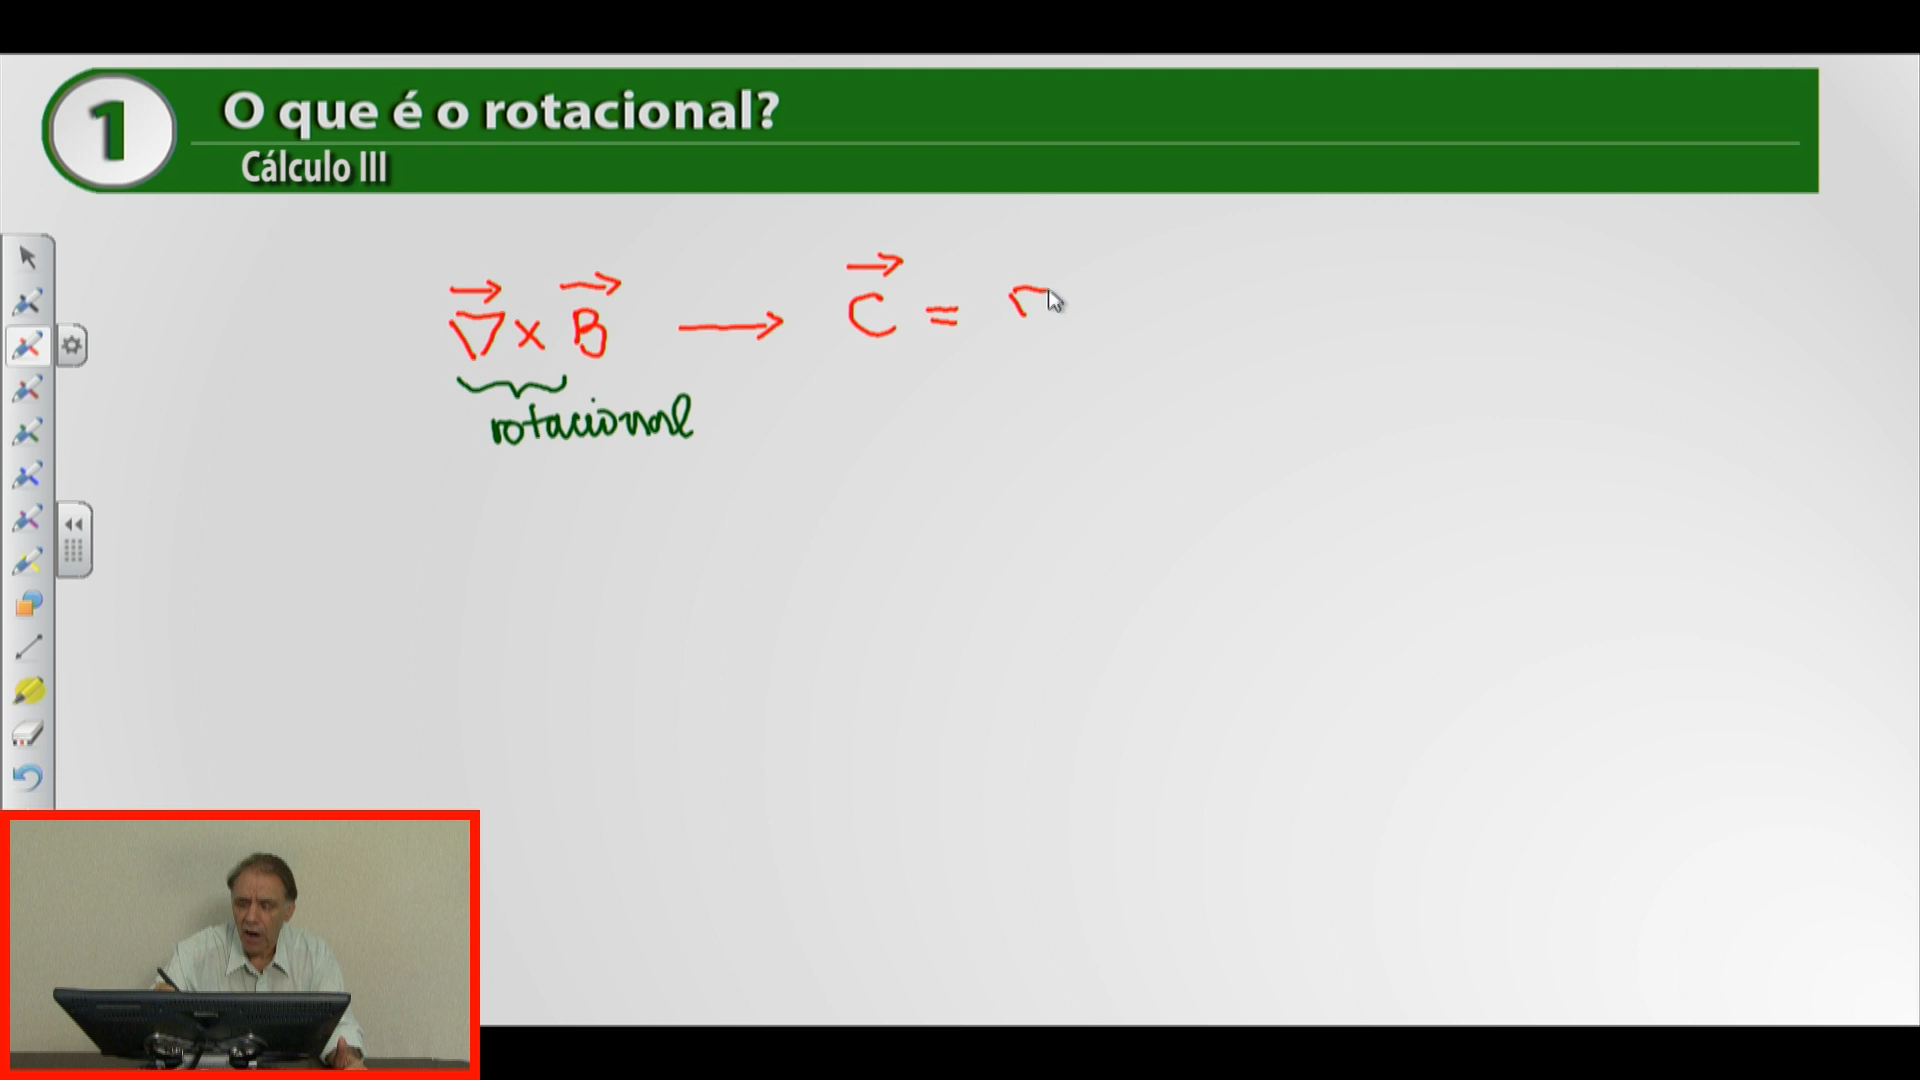 1
O que é o rotacional?
Cálculo III
∇⃗ × B⃗ → C⃗ =
rotacional